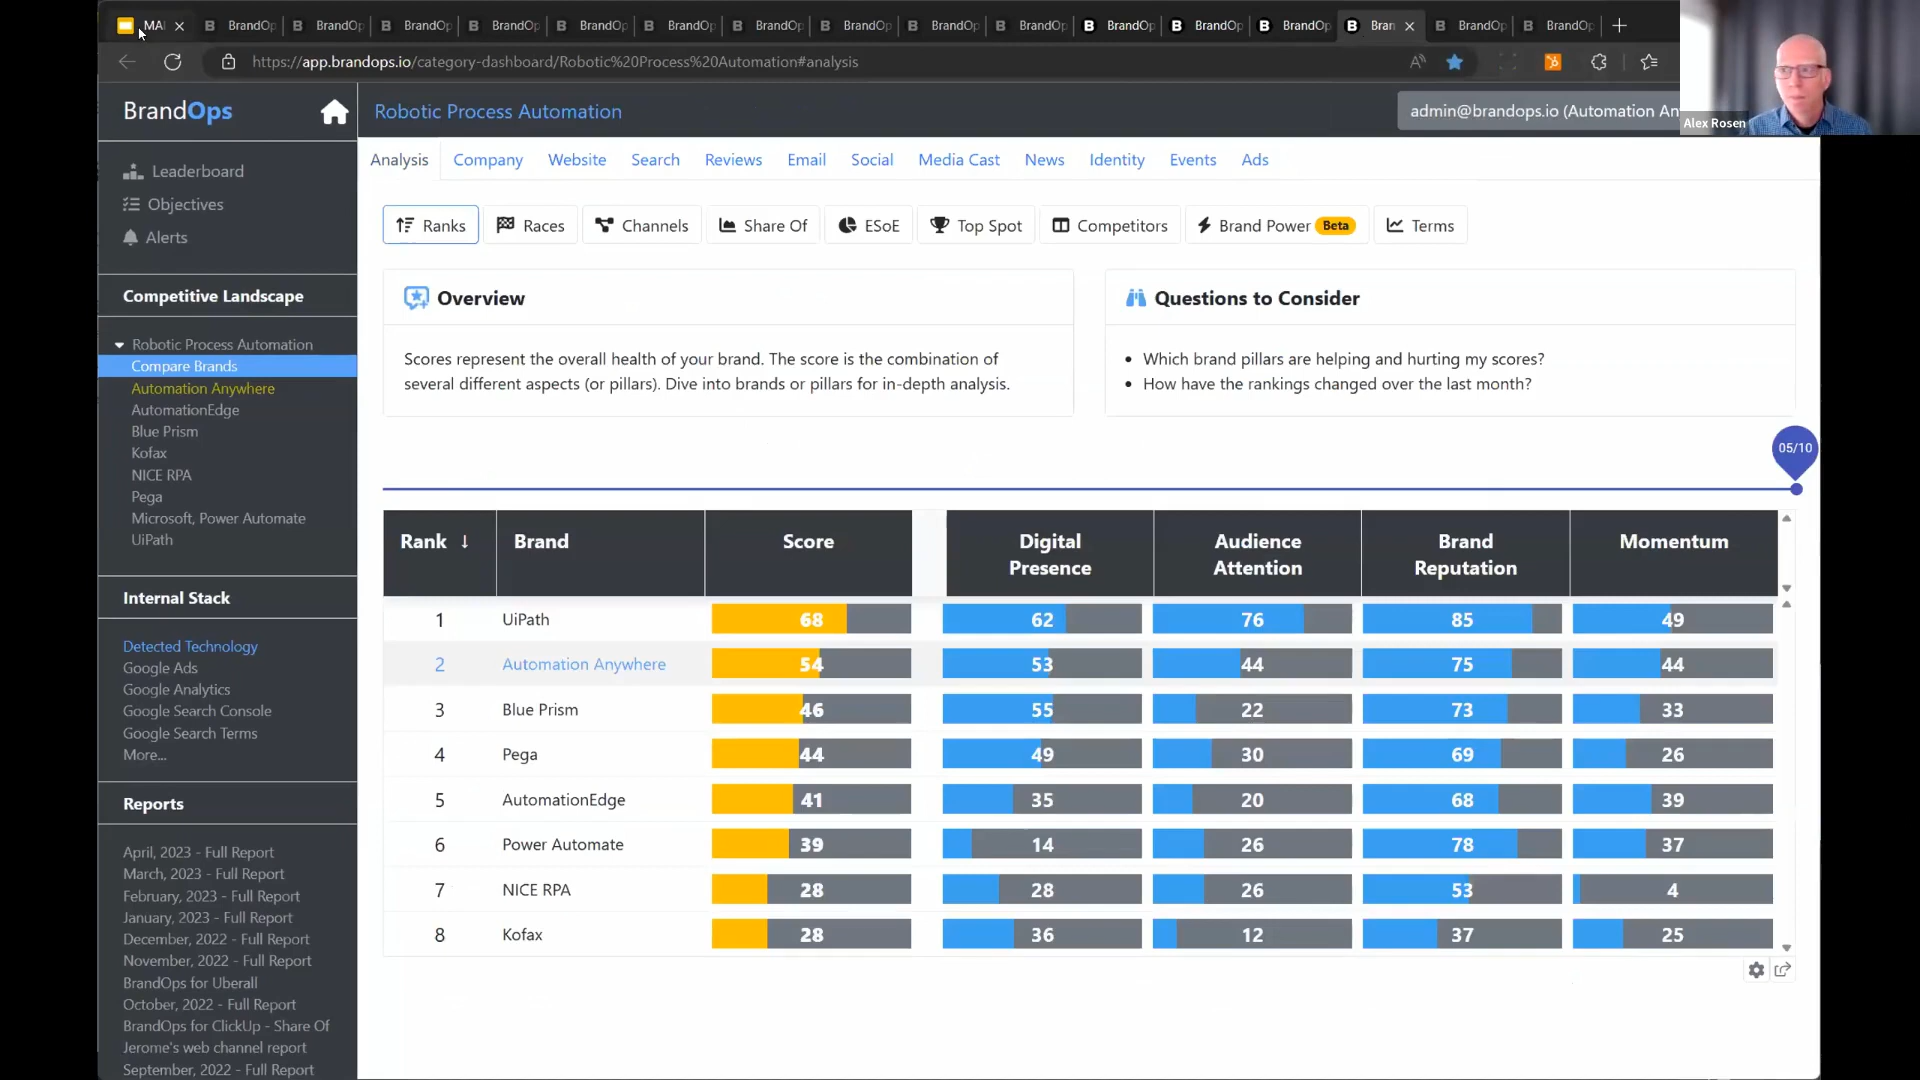 MA
BrandOp
BrandOp
BrandOp
BrandOp
BrandOp
BrandOp
BrandOp
BrandOp
BrandOp
BrandOp
BrandOp
BrandOp
BrandOp
Bran
BrandOp
BrandOp
https://app.brandops.io/category-dashboard/Robotic%20Process%20Automation#analysis
BrandOps
Robotic Process Automation
admin@brandops.io (Automation An
Alex Rosen
Leaderboard
Objectives
Alerts
Competitive Landscape
Robotic Process Automation
Compare Brands
Automation Anywhere
AutomationEdge
Blue Prism
Kofax
NICE RPA
Pega
Microsoft, Power Automate
UiPath
Internal Stack
Detected Technology
Google Ads
Google Analytics
Google Search Console
Google Search Terms
More...
Reports
April, 2023 - Full Report
March, 2023 - Full Report
February, 2023 - Full Report
January, 2023 - Full Report
December, 2022 - Full Report
November, 2022 - Full Report
BrandOps for Uberall
October, 2022 - Full Report
BrandOps for ClickUp - Share Of
Jerome's web channel report
September, 2022 - Full Report
Analysis Company Website Search Reviews Email Social Media Cast News Identity Events Ads
Ranks Races Channels Share Of ESoE Top Spot Competitors Brand Power Beta Terms
Overview
Scores represent the overall health of your brand. The score is the combination of
several different aspects (or pillars). Dive into brands or pillars for in-depth analysis.
Questions to Consider
Which brand pillars are helping and hurting my scores?
How have the rankings changed over the last month?
05/10
Rank ↓ Brand Score Digital Presence Audience Attention Brand Reputation Momentum
1 UiPath 68 62 76 85 49
2 Automation Anywhere 54 53 44 75 44
3 Blue Prism 46 55 22 73 33
4 Pega 44 49 30 69 26
5 AutomationEdge 41 35 20 68 39
6 Power Automate 39 14 26 78 37
7 NICE RPA 28 28 26 53 4
8 Kofax 28 36 12 37 25